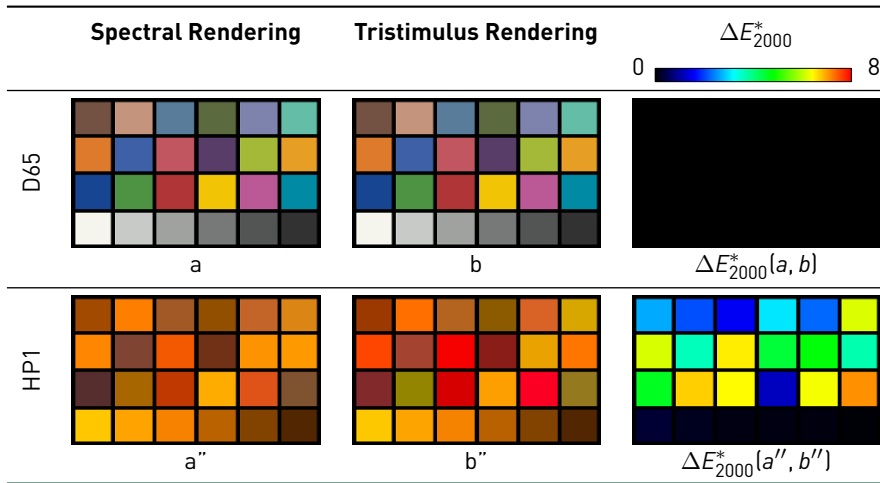 Spectral Rendering Tristimulus Rendering ΔE*2000
0 8
D65
a b ΔE*2000(a, b)
HP1
a” b” ΔE*2000(a′′, b′′)